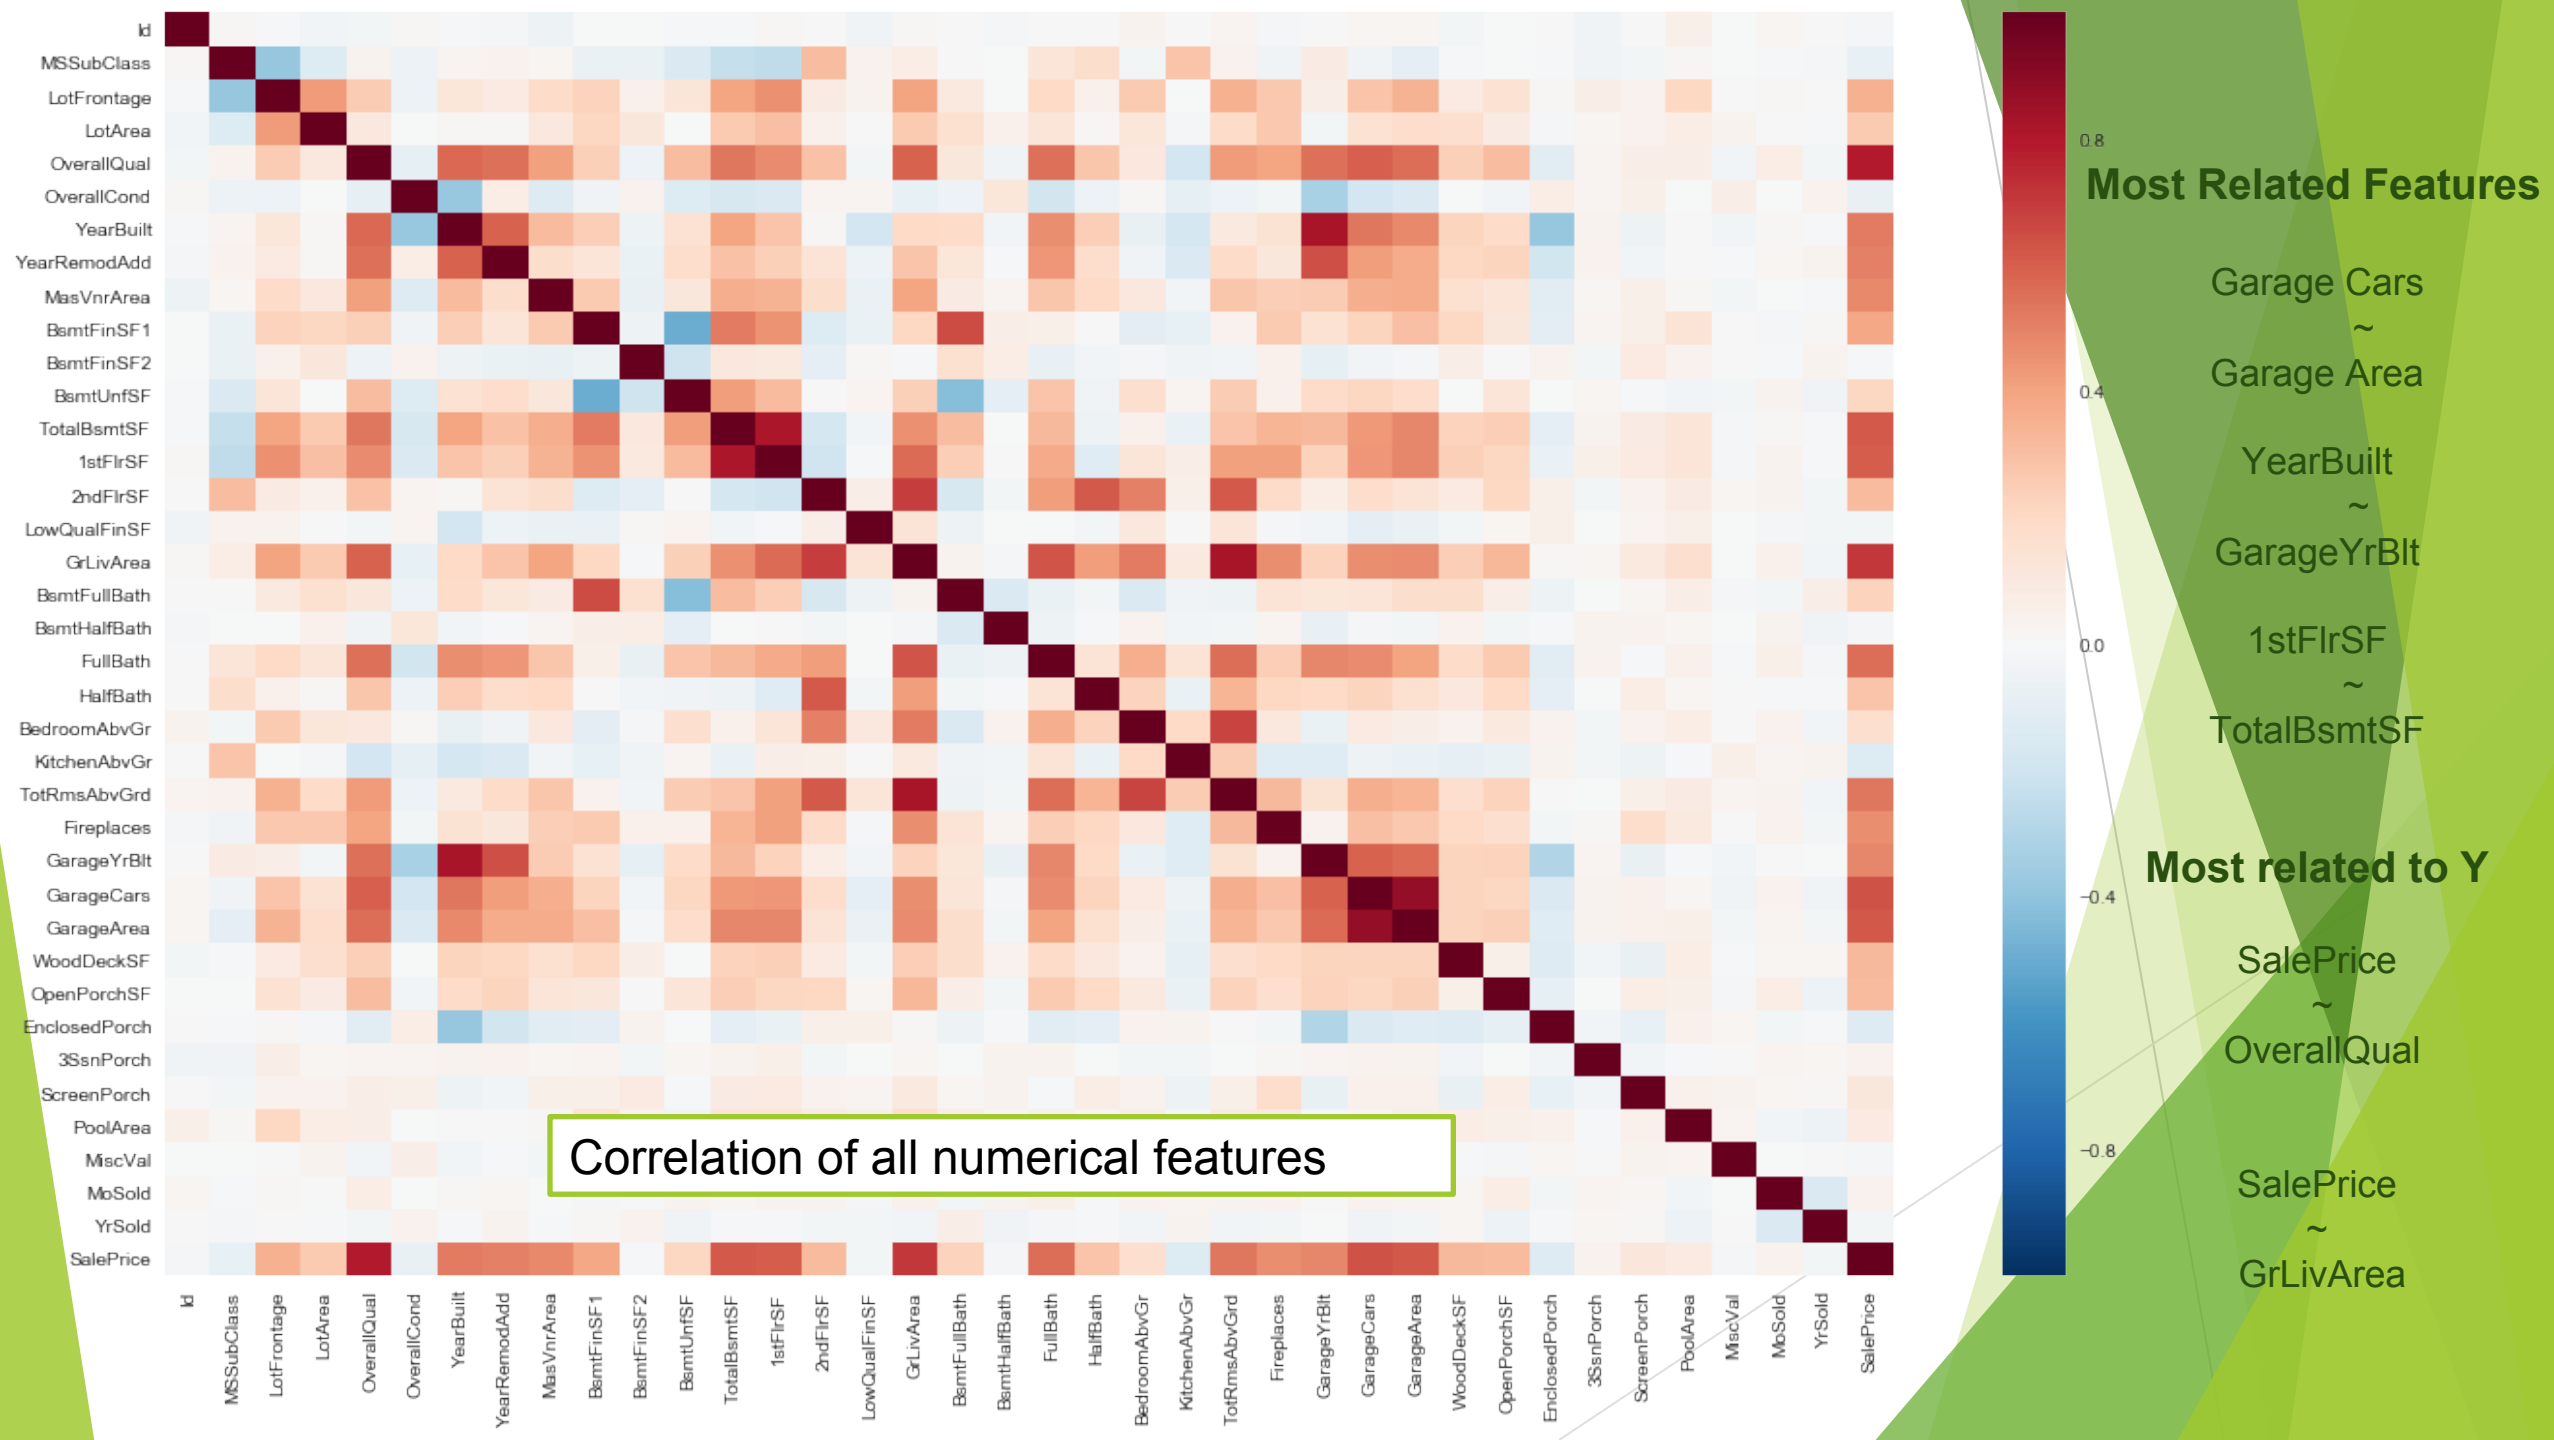 Id
MSSubClass
LotFrontage
LotArea
OverallQual
OverallCond
YearBuilt
YearRemodAdd
MasVnrArea
BsmtFinSF1
BsmtFinSF2
BsmtUnfSF
TotalBsmtSF
1stFlrSF
2ndFlrSF
LowQualFinSF
GrLivArea
BsmtFullBath
BsmtHalfBath
FullBath
HalfBath
BedroomAbvGr
KitchenAbvGr
TotRmsAbvGrd
Fireplaces
GarageYrBlt
GarageCars
GarageArea
WoodDeckSF
OpenPorchSF
EnclosedPorch
3SsnPorch
ScreenPorch
PoolArea
MiscVal
MoSold
YrSold
SalePrice
Id
MSSubClass
LotFrontage
LotArea
OverallQual
OverallCond
YearBuilt
YearRemodAdd
MasVnrArea
BsmtFinSF1
BsmtFinSF2
BsmtUnfSF
TotalBsmtSF
1stFlrSF
2ndFlrSF
LowQualFinSF
GrLivArea
BsmtFullBath
BsmtHalfBath
FullBath
HalfBath
BedroomAbvGr
KitchenAbvGr
TotRmsAbvGrd
Fireplaces
GarageYrBlt
GarageCars
GarageArea
WoodDeckSF
OpenPorchSF
EnclosedPorch
3SsnPorch
ScreenPorch
PoolArea
MiscVal
MoSold
YrSold
SalePrice
Correlation of all numerical features
0.8
0.4
0.0
−0.4
−0.8
Most Related Features
Garage Cars
~
Garage Area
YearBuilt
~
GarageYrBlt
1stFlrSF
~
TotalBsmtSF
Most related to Y
SalePrice
~
OverallQual
SalePrice
~
GrLivArea